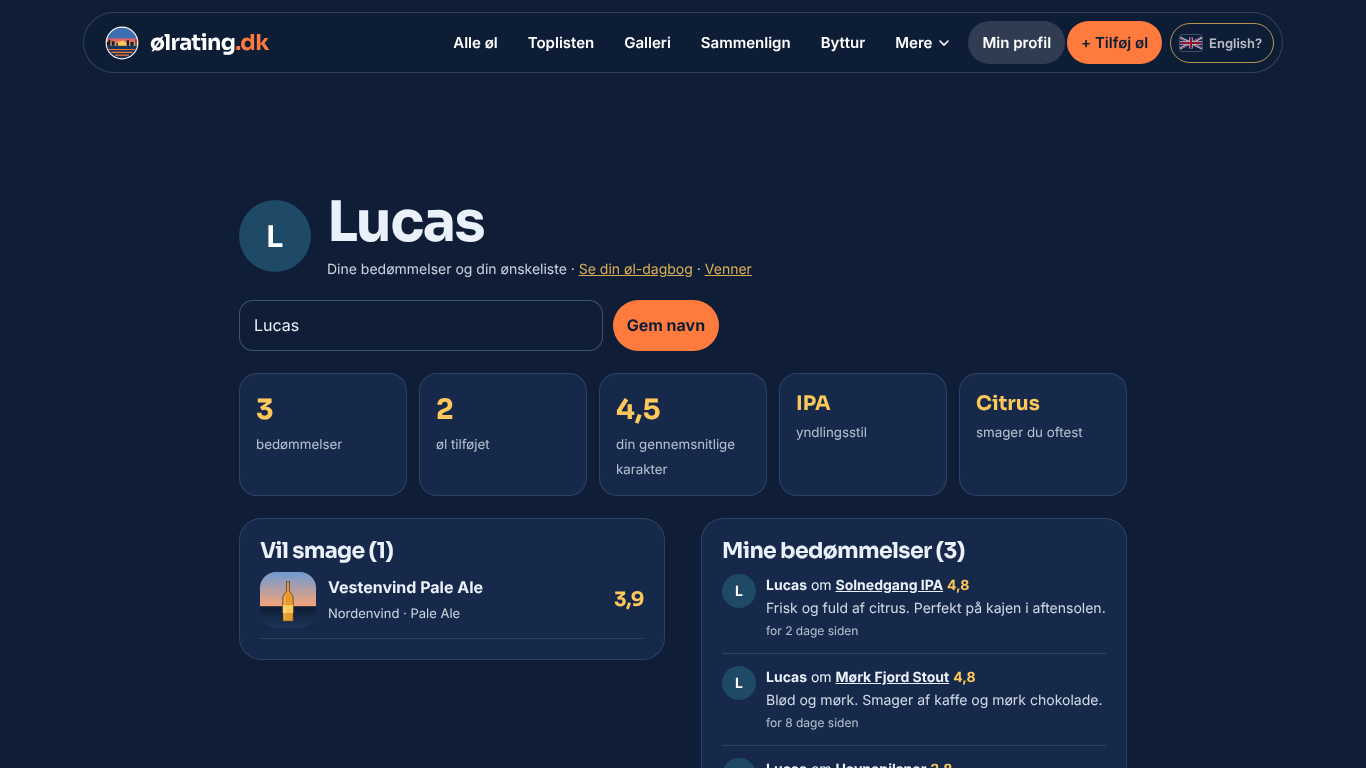 ølrating.dk
Alle øl
Toplisten
Galleri
Sammenlign
Byttur
Mere
Min profil
+ Tilføj øl
English?
L
Lucas
Dine bedømmelser og din ønskeliste · Se din øl-dagbog · Venner
Lucas
Gem navn
3
bedømmelser
2
øl tilføjet
4,5
din gennemsnitlige
karakter
IPA
yndlingsstil
Citrus
smager du oftest
Vil smage (1)
Vestenvind Pale Ale
Nordenvind · Pale Ale
3,9
Mine bedømmelser (3)
L
Lucas om Solnedgang IPA 4,8
Frisk og fuld af citrus. Perfekt på kajen i aftensolen.
for 2 dage siden
L
Lucas om Mørk Fjord Stout 4,8
Blød og mørk. Smager af kaffe og mørk chokolade.
for 8 dage siden
Lucas om Havnepilsner 3,8